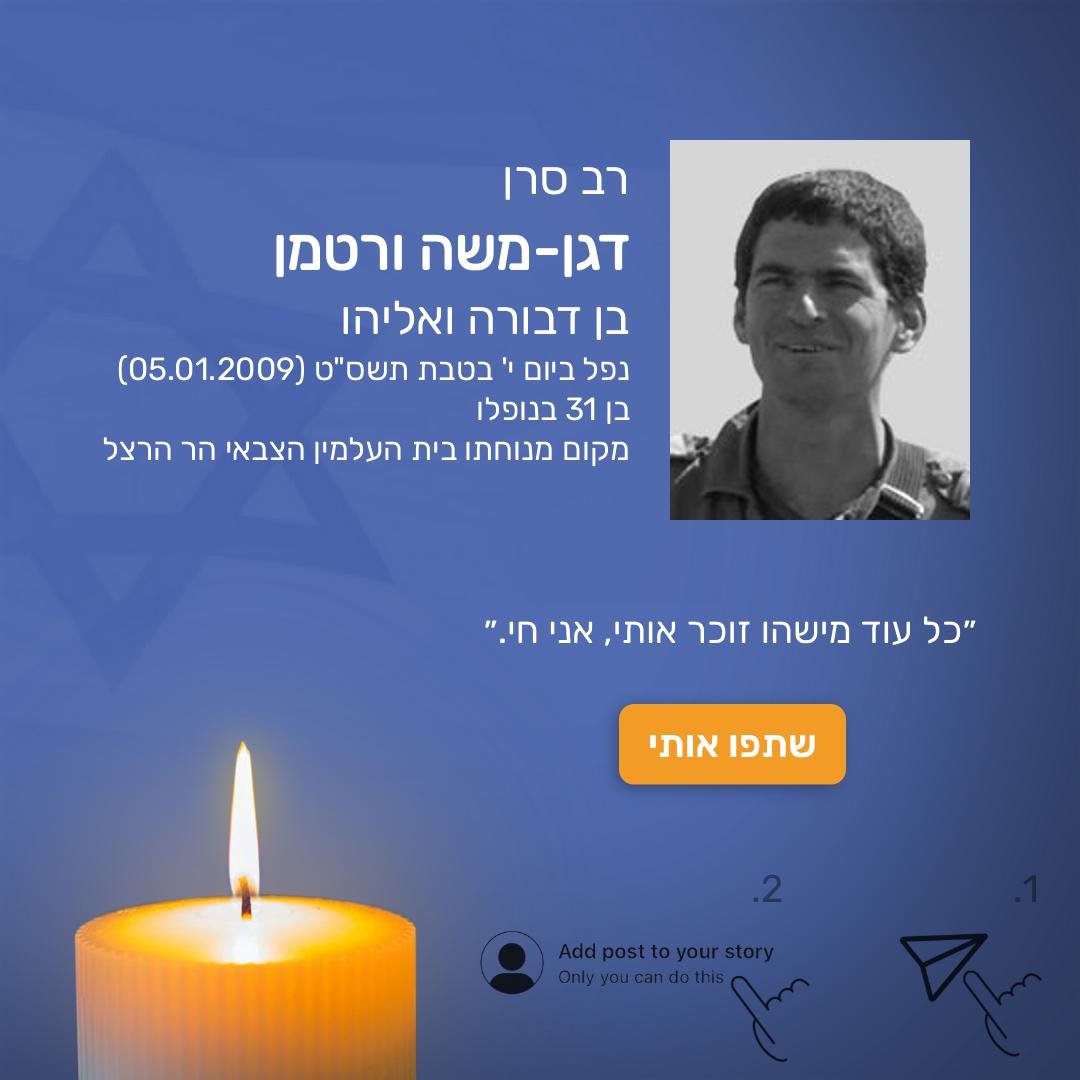 רב סרן
דגן-משה ורטמן
בן דבורה ואליהו
נפל ביום י' בטבת תשס"ט (05.01.2009)
בן 31 בנופלו
מקום מנוחתו בית העלמין הצבאי הר הרצל
״כל עוד מישהו זוכר אותי, אני חי.״
שתפו אותי
1.
2.
Add post to your story
Only you can do this